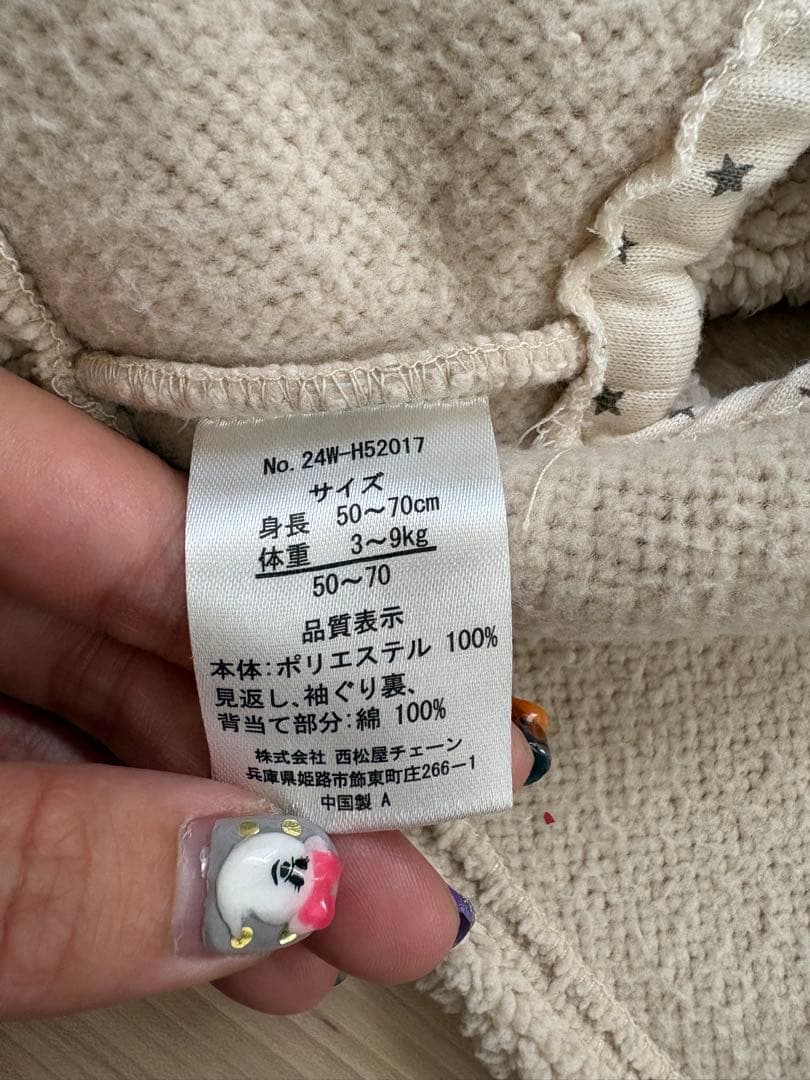 No. 24W-H52017
サイズ
身長 50～70cm
体重 3～9kg
50～70
品質表示
本体:ポリエステル 100%
見返し、袖ぐり裏、
背当て部分:綿 100%
株式会社 西松屋チェーン
兵庫県姫路市飾東町庄266-1
中国製 A